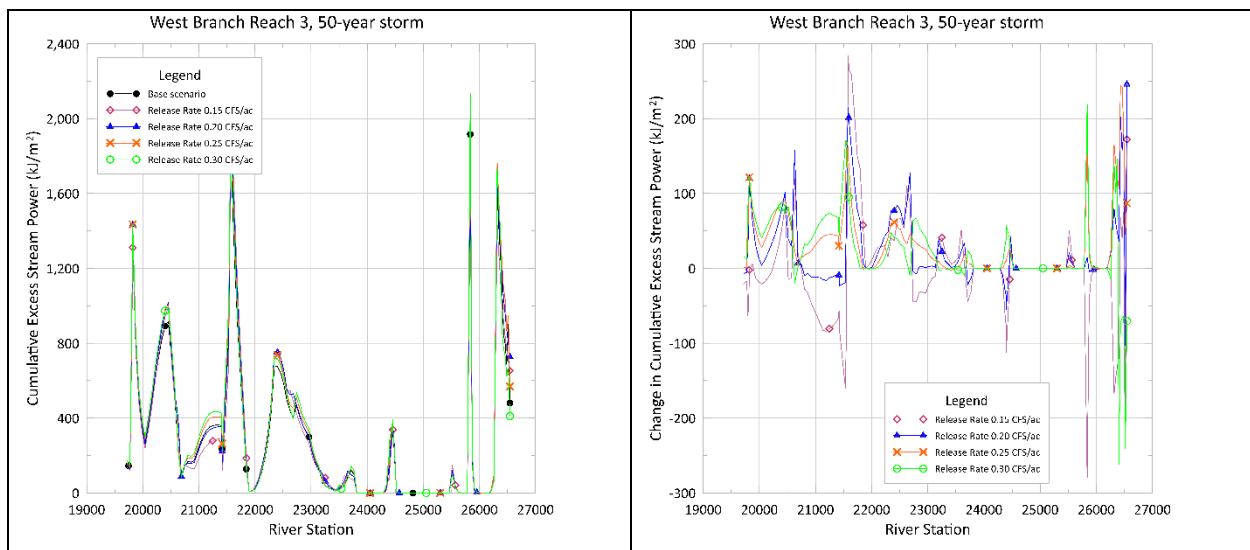 West Branch Reach 3, 50-year storm
2,400
2,000
1,600
1,200
800
400
0
Cumulative Excess Stream Power (kJ/m²)
Legend
Base scenario
Release Rate 0.15 CFS/ac
Release Rate 0.20 CFS/ac
Release Rate 0.25 CFS/ac
Release Rate 0.30 CFS/ac
19000 20000 21000 22000 23000 24000 25000 26000 27000
River Station
West Branch Reach 3, 50-year storm
300
200
100
0
-100
-200
-300
Change in Cumulative Excess Stream Power (kJ/m²)
Legend
Release Rate 0.15 CFS/ac
Release Rate 0.20 CFS/ac
Release Rate 0.25 CFS/ac
Release Rate 0.30 CFS/ac
19000 20000 21000 22000 23000 24000 25000 26000 27000
River Station